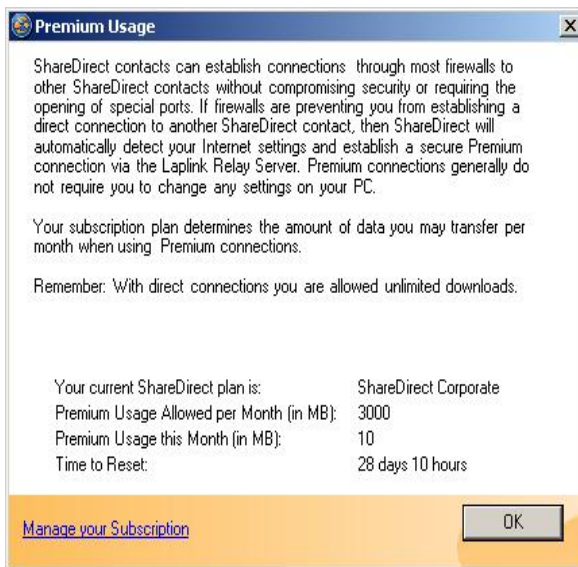 Premium Usage
ShareDirect contacts can establish connections through most firewalls to
other ShareDirect contacts without compromising security or requiring the
opening of special ports. If firewalls are preventing you from establishing a
direct connection to another ShareDirect contact, then ShareDirect will
automatically detect your Internet settings and establish a secure Premium
connection via the Laplink Relay Server. Premium connections generally do
not require you to change any settings on your PC.
Your subscription plan determines the amount of data you may transfer per
month when using Premium connections.
Remember: With direct connections you are allowed unlimited downloads.
Your current ShareDirect plan is: ShareDirect Corporate
Premium Usage Allowed per Month (in MB): 3000
Premium Usage this Month (in MB): 10
Time to Reset: 28 days 10 hours
Manage your Subscription OK